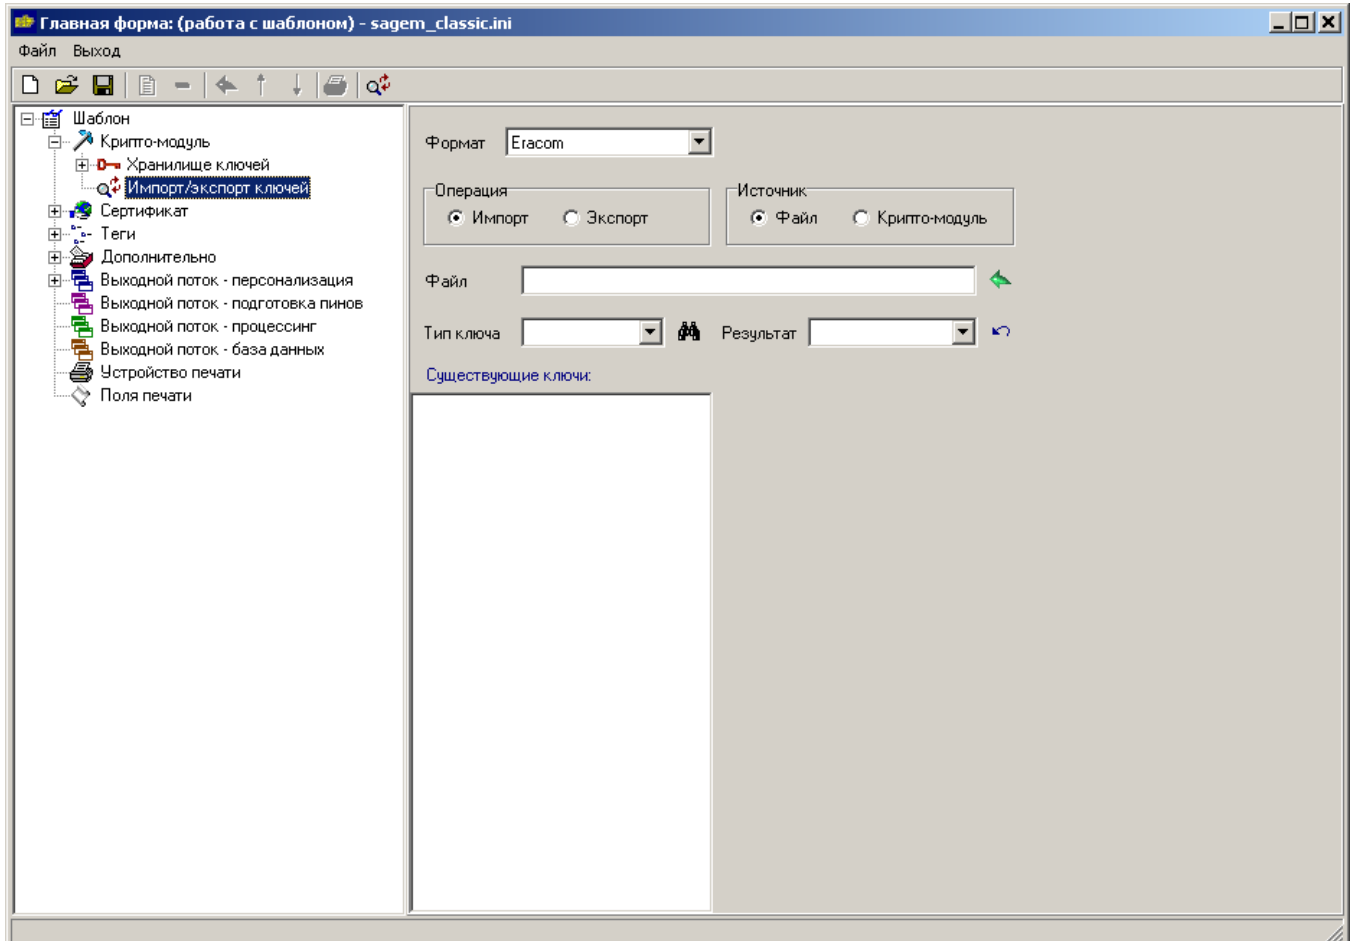 Главная форма: (работа с шаблоном) - sagem_classic.ini
Файл Выход
Шаблон
Крипто-модуль
Хранилище ключей
Импорт/экспорт ключей
Сертификат
Теги
Дополнительно
Выходной поток - персонализация
Выходной поток - подготовка пинов
Выходной поток - процессинг
Выходной поток - база данных
Устройство печати
Поля печати
Формат Eracom
Операция
Импорт Экспорт
Источник
Файл Крипто-модуль
Файл
Тип ключа Результат
Существующие ключи: